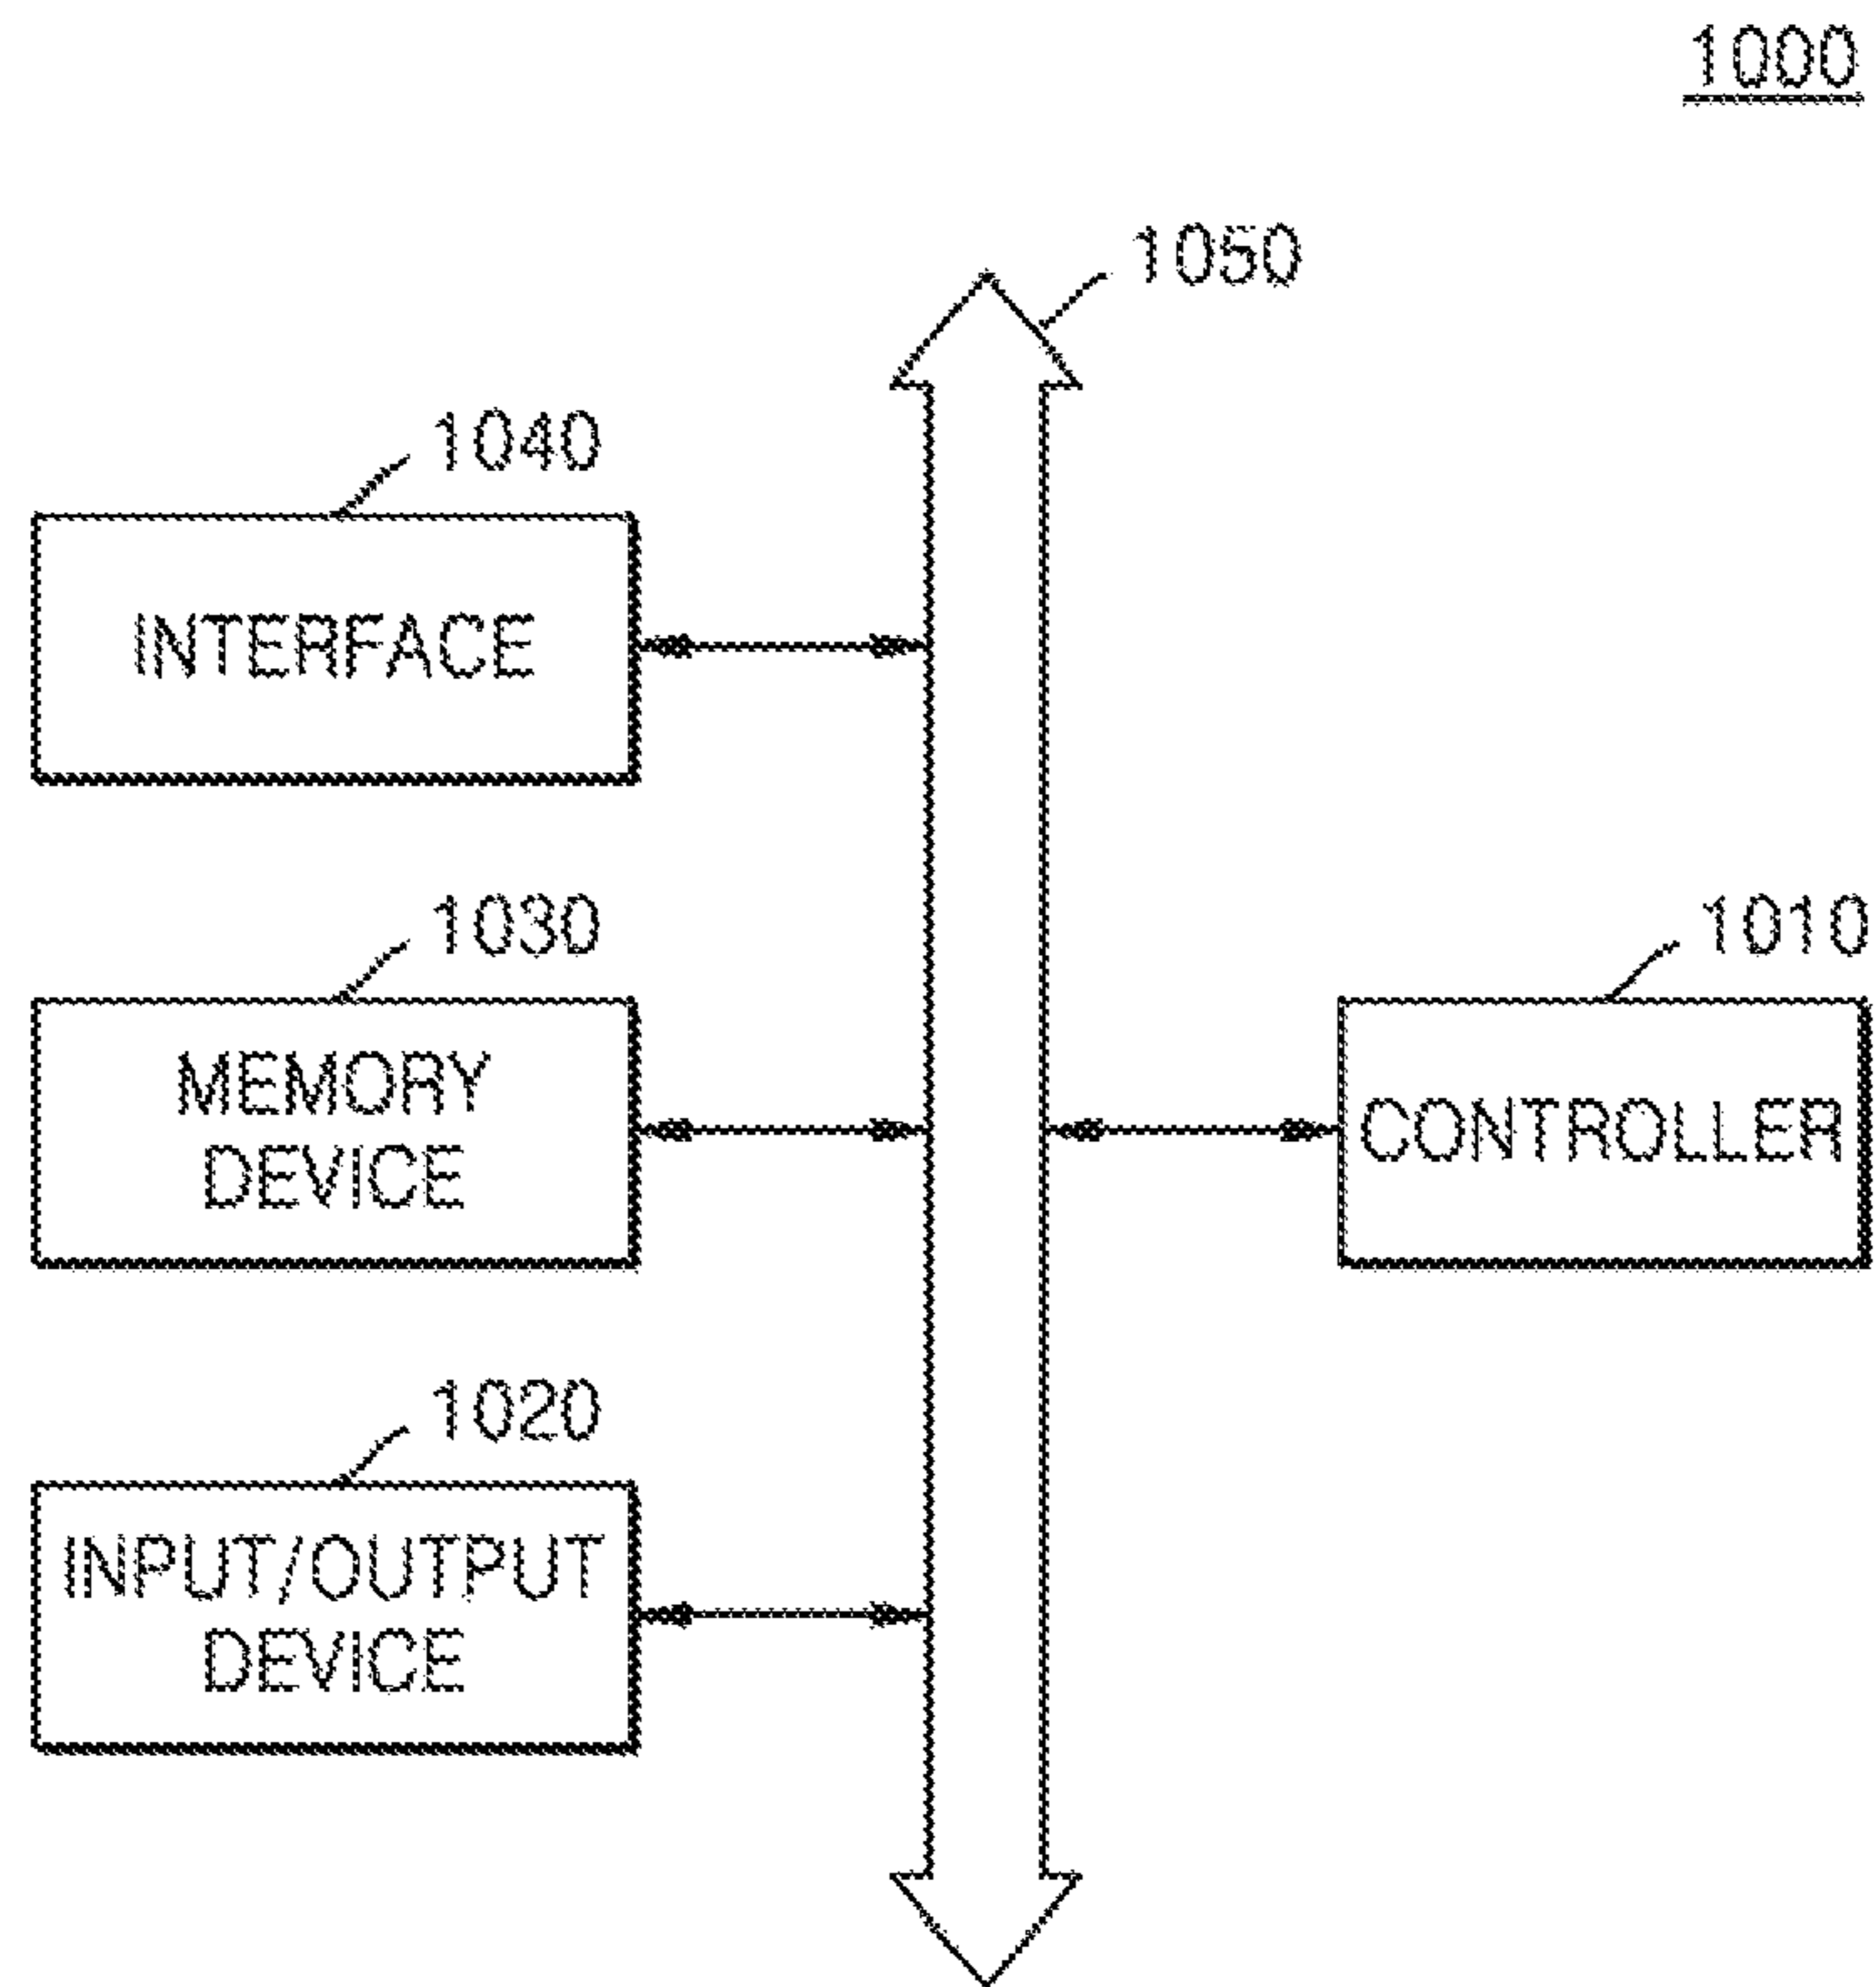 1000
1050
1040
INTERFACE
1030
MEMORY
DEVICE
1010
CONTROLLER
1020
INPUT/OUTPUT
DEVICE